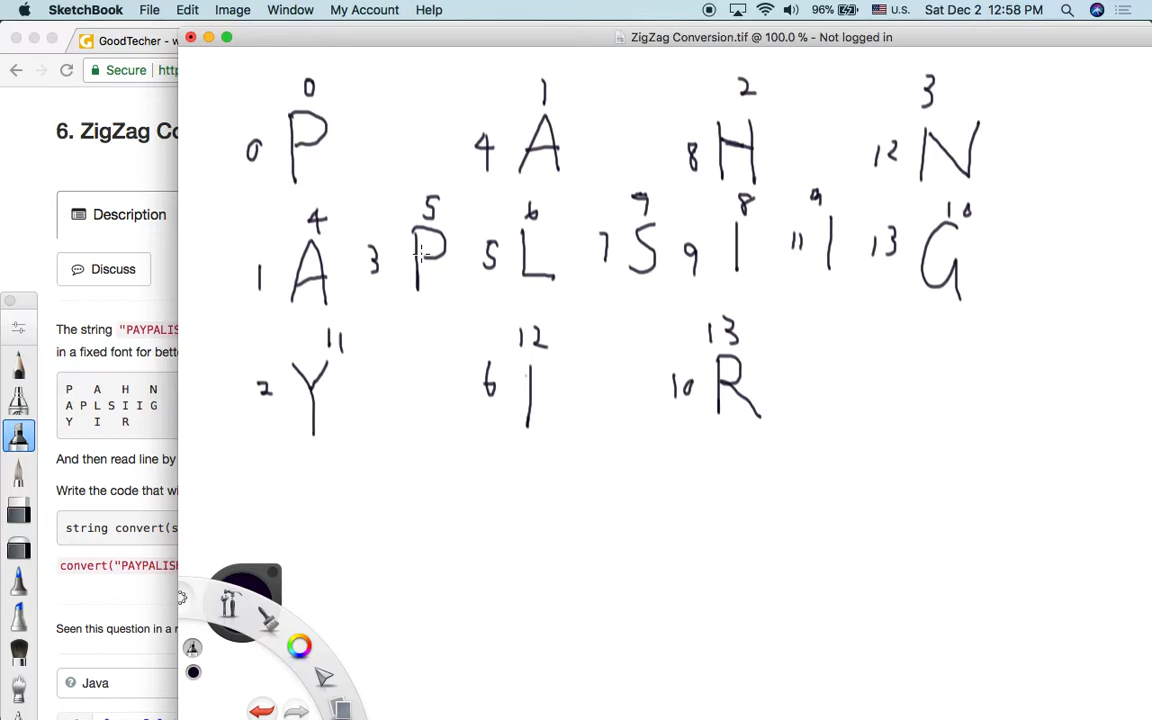 SketchBook File Edit Image Window My Account Help 96% U.S. Sat Dec 2 12:58 PM
GoodTecher - w
ZigZag Conversion.tif @ 100.0 % - Not logged in
Secure http:
6. ZigZag Co
Description
Discuss
The string "PAYPALIS
in a fixed font for bett
P A H N
A P L S I I G
Y I R
And then read line by
Write the code that wi
string convert(s
convert("PAYPALISH
Seen this question in a r
Java
0 1 2 3
0 P 4 A 8 H 12 N
4 5 6 7 8 9 10
1 A 3 P 5 L 7 S 9 I 11 I 13 G
11 12 13
2 Y 6 I 10 R